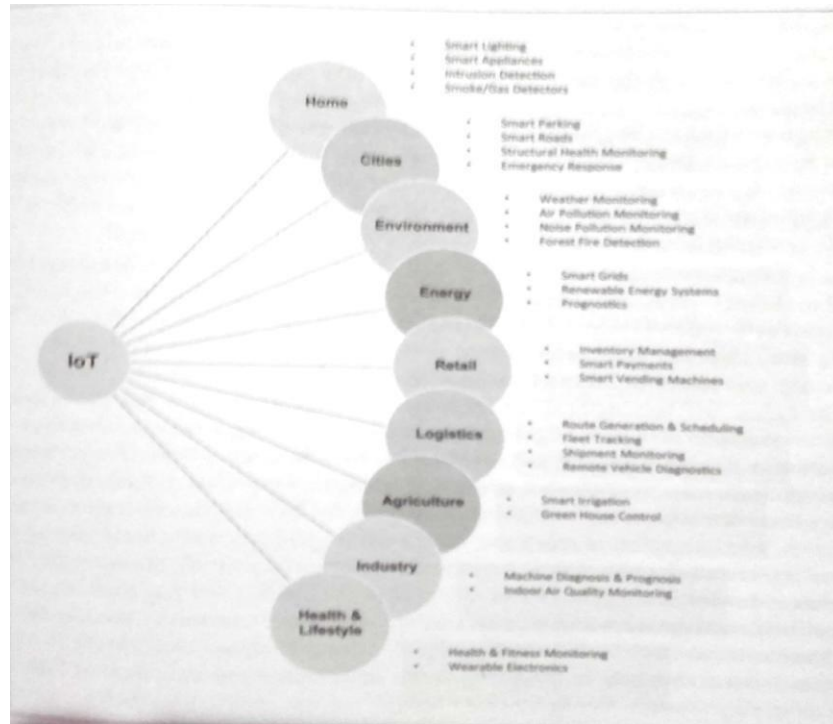 Smart Lighting
Smart Appliances
Intrusion Detection
Smoke/Gas Detectors
Home
Smart Parking
Smart Roads
Structural Health Monitoring
Emergency Response
Cities
Weather Monitoring
Air Pollution Monitoring
Noise Pollution Monitoring
Forest Fire Detection
Environment
Smart Grids
Renewable Energy Systems
Prognostics
Energy
IoT
Inventory Management
Smart Payments
Smart Vending Machines
Retail
Route Generation & Scheduling
Fleet Tracking
Shipment Monitoring
Remote Vehicle Diagnostics
Logistics
Smart Irrigation
Green House Control
Agriculture
Machine Diagnosis & Prognosis
Indoor Air Quality Monitoring
Industry
Health &
Lifestyle
Health & Fitness Monitoring
Wearable Electronics